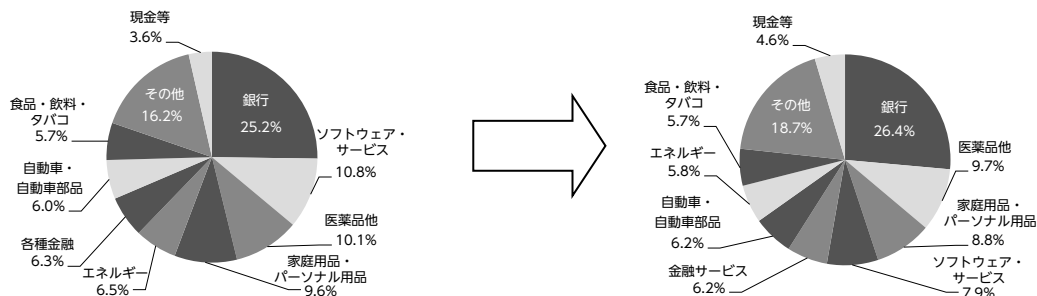 現金等
3.6%
銀行
25.2%
ソフトウェア・
サービス
10.8%
医薬品他
10.1%
家庭用品・
パーソナル用品
9.6%
エネルギー
6.5%
各種金融
6.3%
自動車・
自動車部品
6.0%
食品・飲料・
タバコ
5.7%
その他
16.2%
現金等
4.6%
銀行
26.4%
医薬品他
9.7%
家庭用品・
パーソナル用品
8.8%
ソフトウェア・
サービス
7.9%
金融サービス
6.2%
自動車・
自動車部品
6.2%
エネルギー
5.8%
食品・飲料・
タバコ
5.7%
その他
18.7%